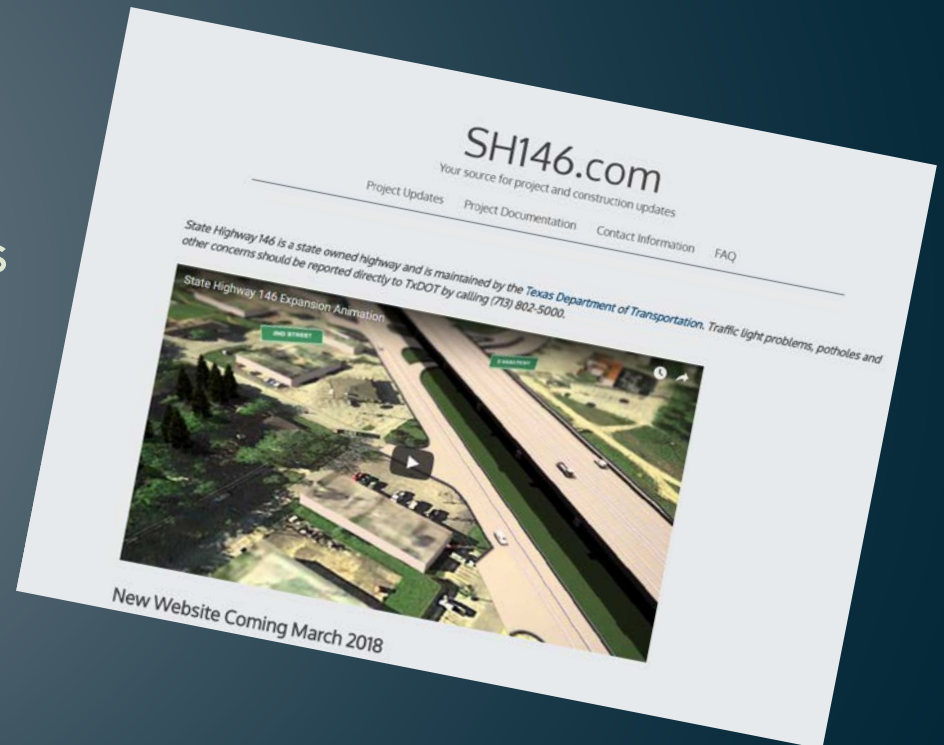 s
SH146.com
Your source for project and construction updates
Project Updates Project Documentation Contact Information FAQ
State Highway 146 is a state owned highway and is maintained by the Texas Department of Transportation. Traffic light problems, potholes and
other concerns should be reported directly to TxDOT by calling (713) 802-5000.
State Highway 146 Expansion Animation
2ND STREET
New Website Coming March 2018